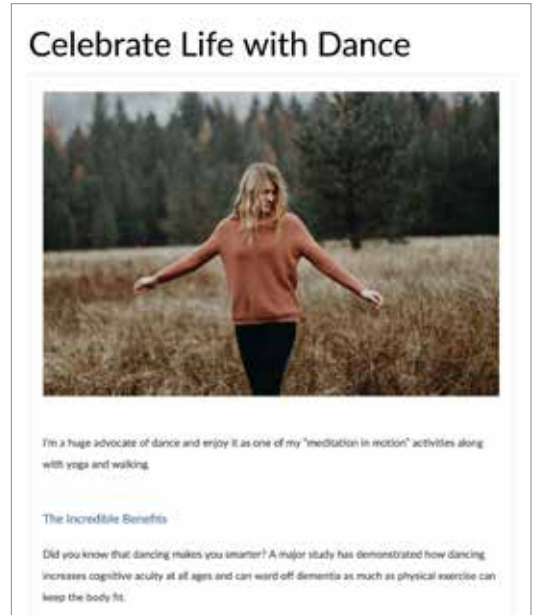 Celebrate Life with Dance
I'm a huge advocate of dance and enjoy it as one of my "meditation in motion" activities along
with yoga and walking.
The Incredible Benefits
Did you know that dancing makes you smarter? A major study has demonstrated how dancing
increases cognitive acuity at all ages and can ward off dementia as much as physical exercise can
keep the body fit.